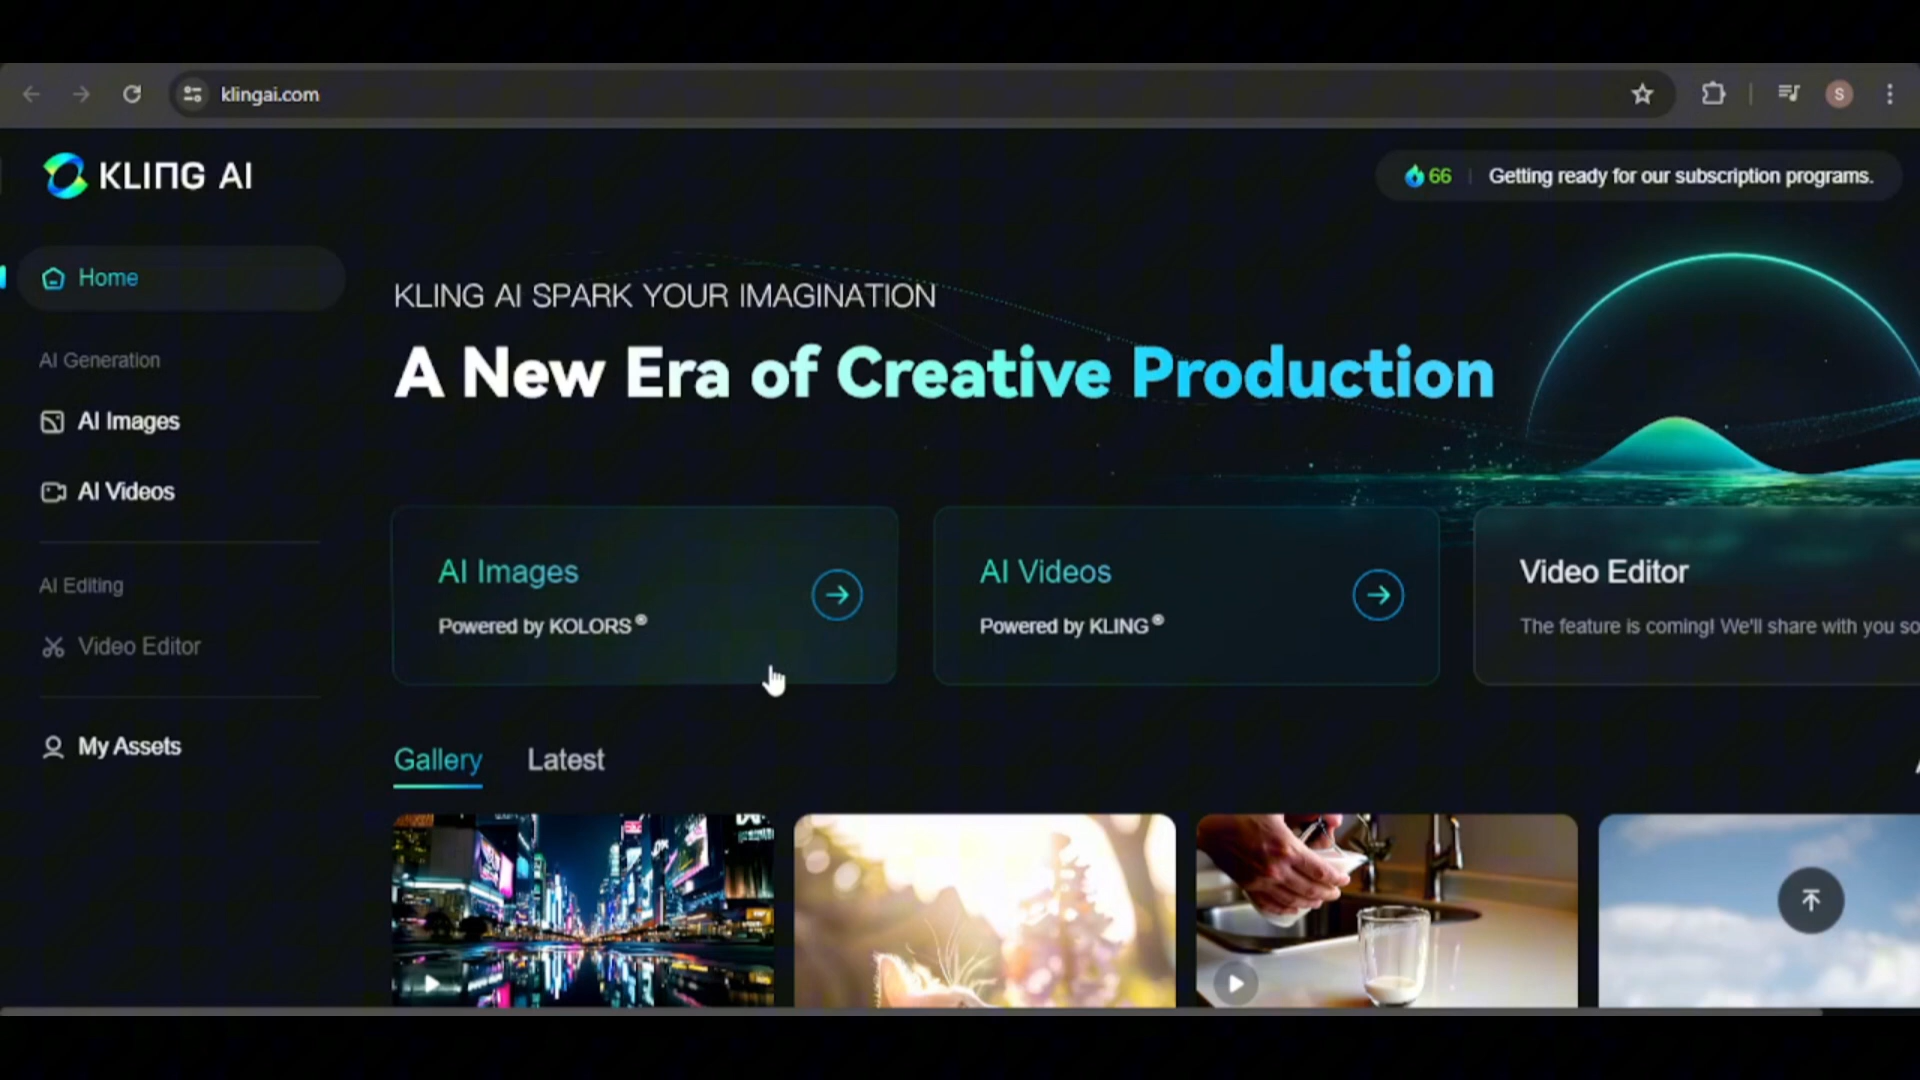 klingai.com
S
KLING AI
66
Getting ready for our subscription programs.
Home
AI Generation
AI Images
AI Videos
AI Editing
Video Editor
My Assets
KLING AI SPARK YOUR IMAGINATION
A New Era of Creative Production
AI Images
Powered by KOLORS®
AI Videos
Powered by KLING®
Video Editor
The feature is coming! We'll share with you so
Gallery
Latest